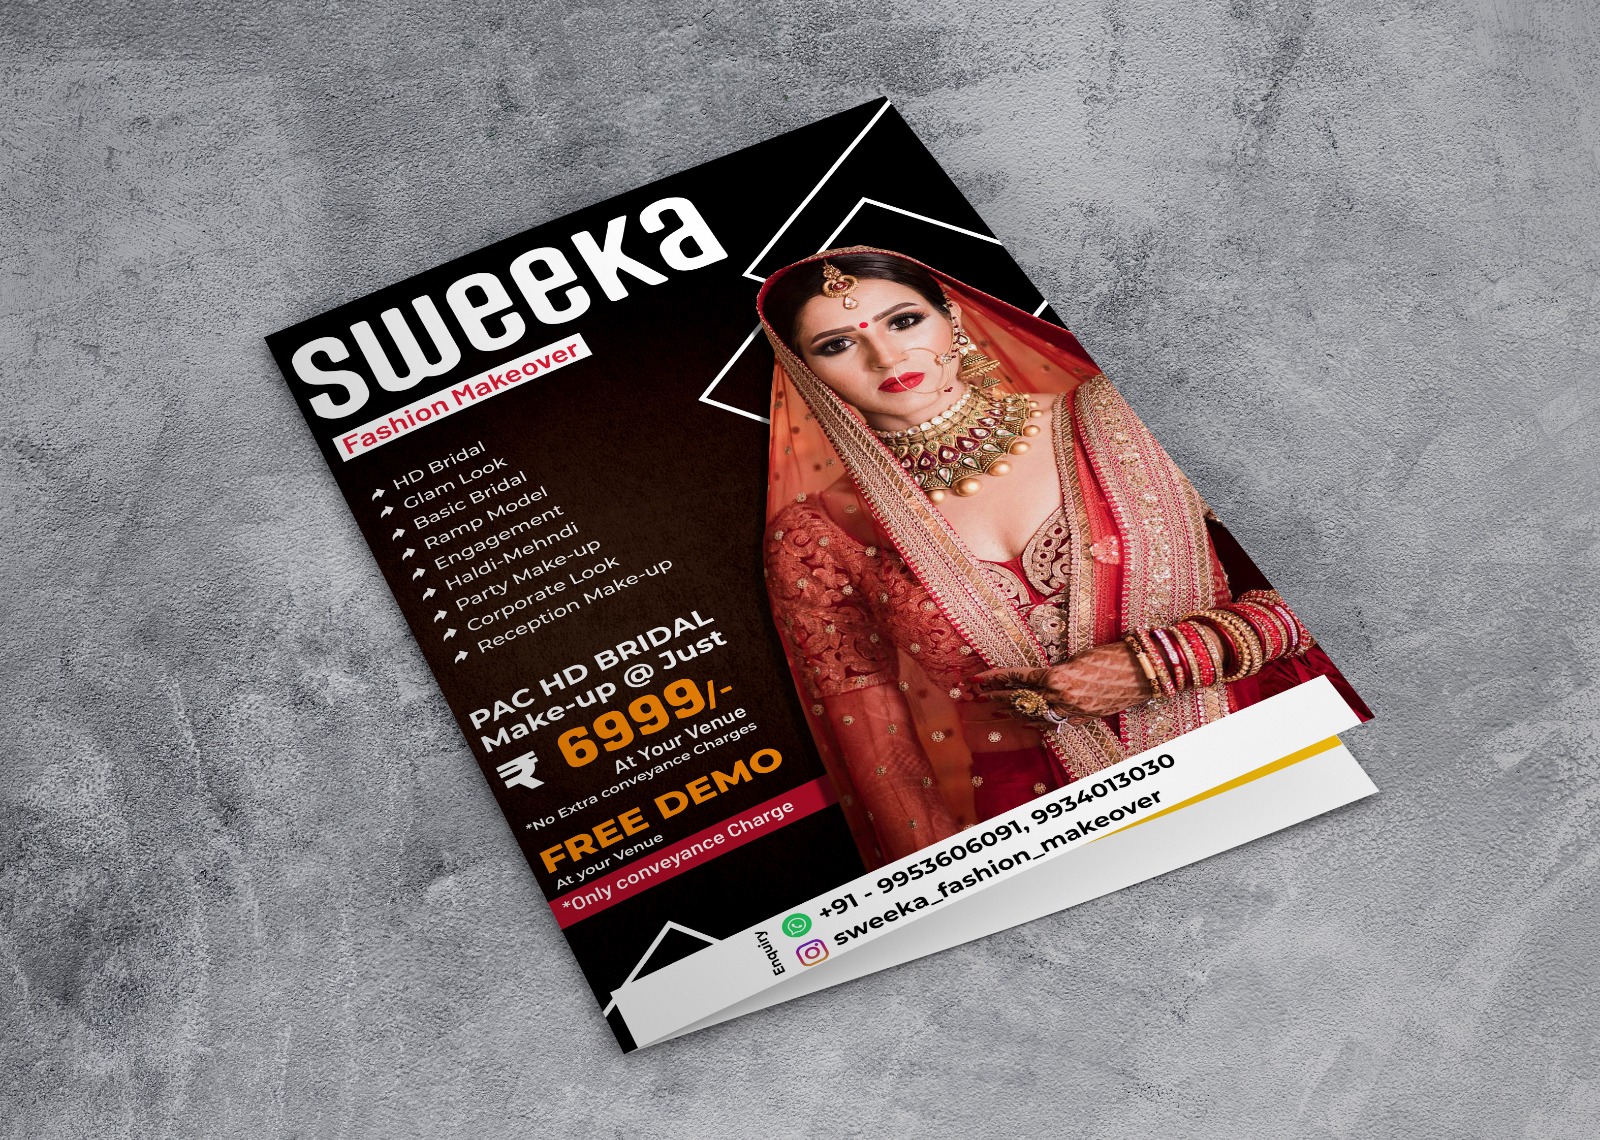 sweeka
Fashion Makeover
HD Bridal
Glam Look
Basic Bridal
Ramp Model
Engagement
Haldi-Mehndi
Party Make-up
Corporate Look
Reception Make-up
PAC HD BRIDAL
Make-up @ Just
₹ 6999/-
At Your Venue
*No Extra conveyance Charges
FREE DEMO
At your Venue
*Only conveyance Charge
Enquiry
+91 - 9953606091, 9934013030
sweeka_fashion_makeover